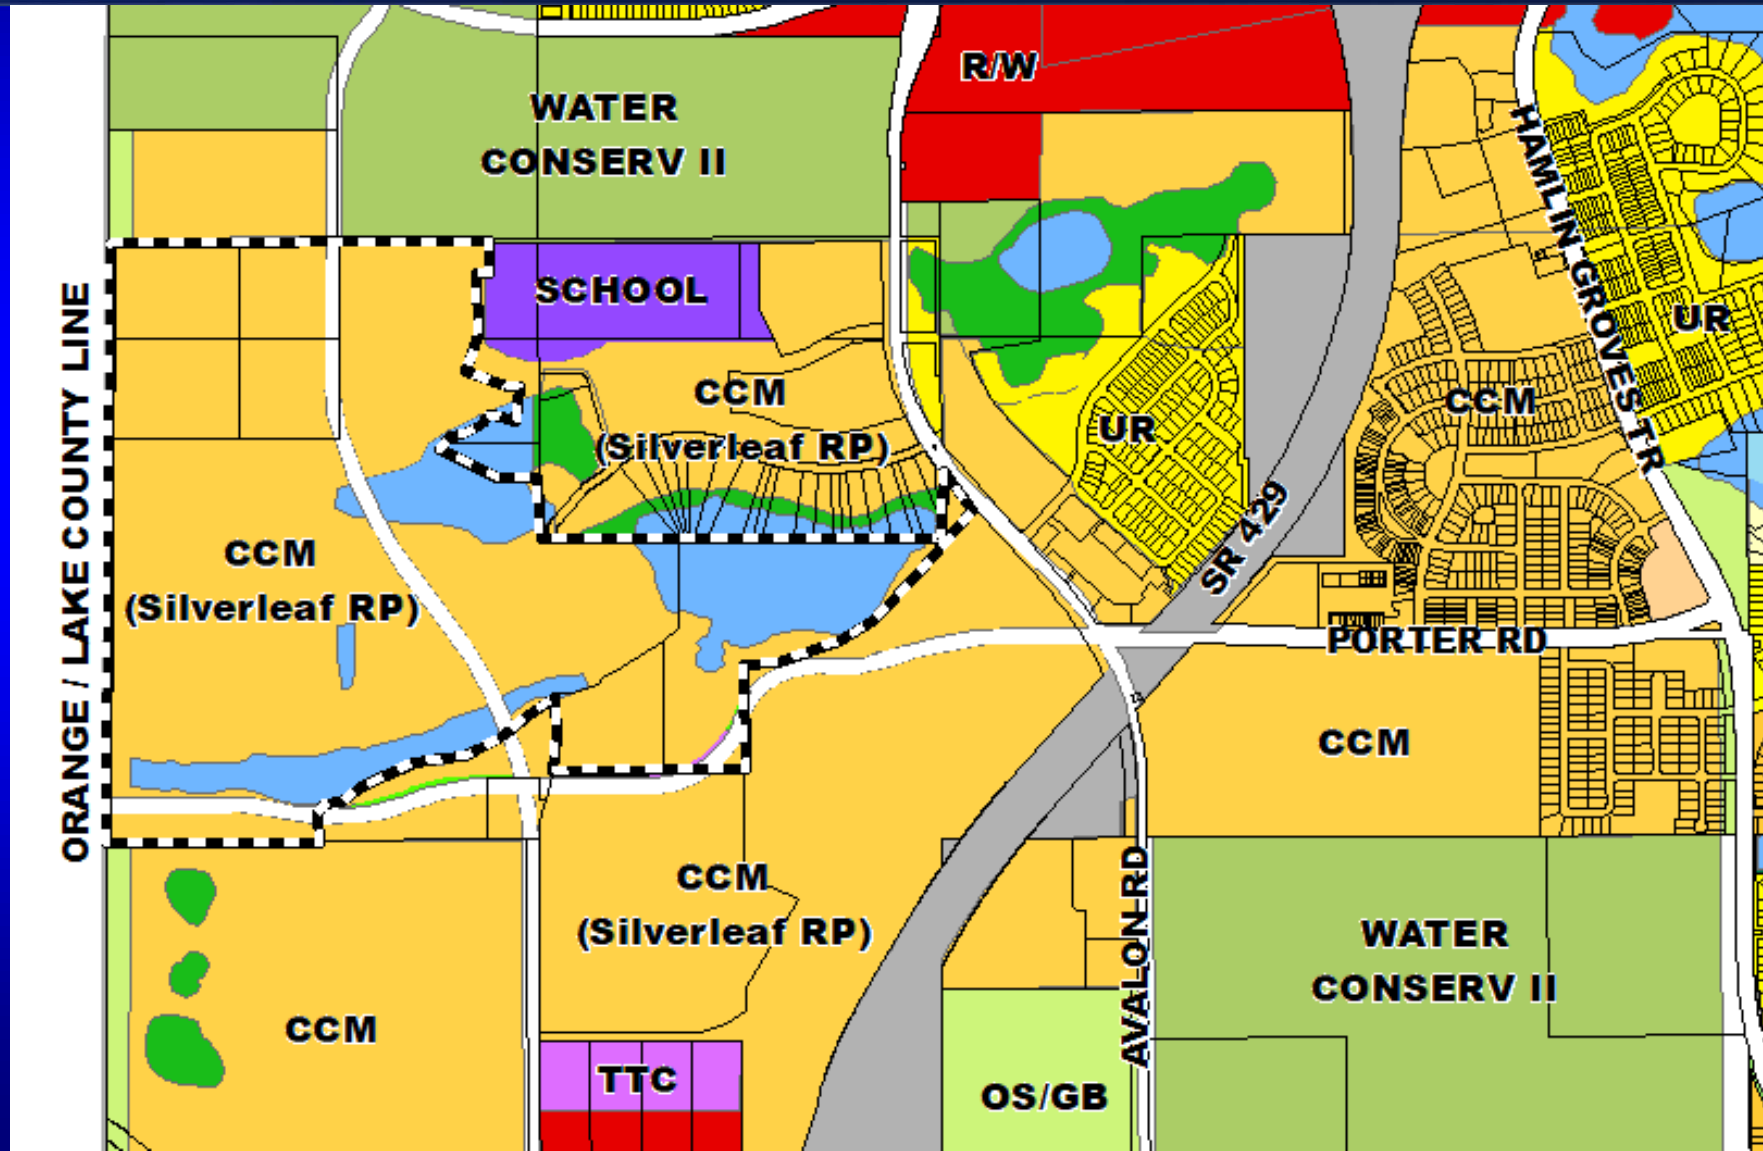 R/W
WATER
CONSERV II
HAMLIN GROVES TR
SCHOOL
UR
ORANGE / LAKE COUNTY LINE
CCM
(Silverleaf RP)
CCM
UR
SR 429
CCM
(Silverleaf RP)
PORTER RD
CCM
CCM
(Silverleaf RP)
AVALON RD
WATER
CONSERV II
CCM
TTC
OS/GB